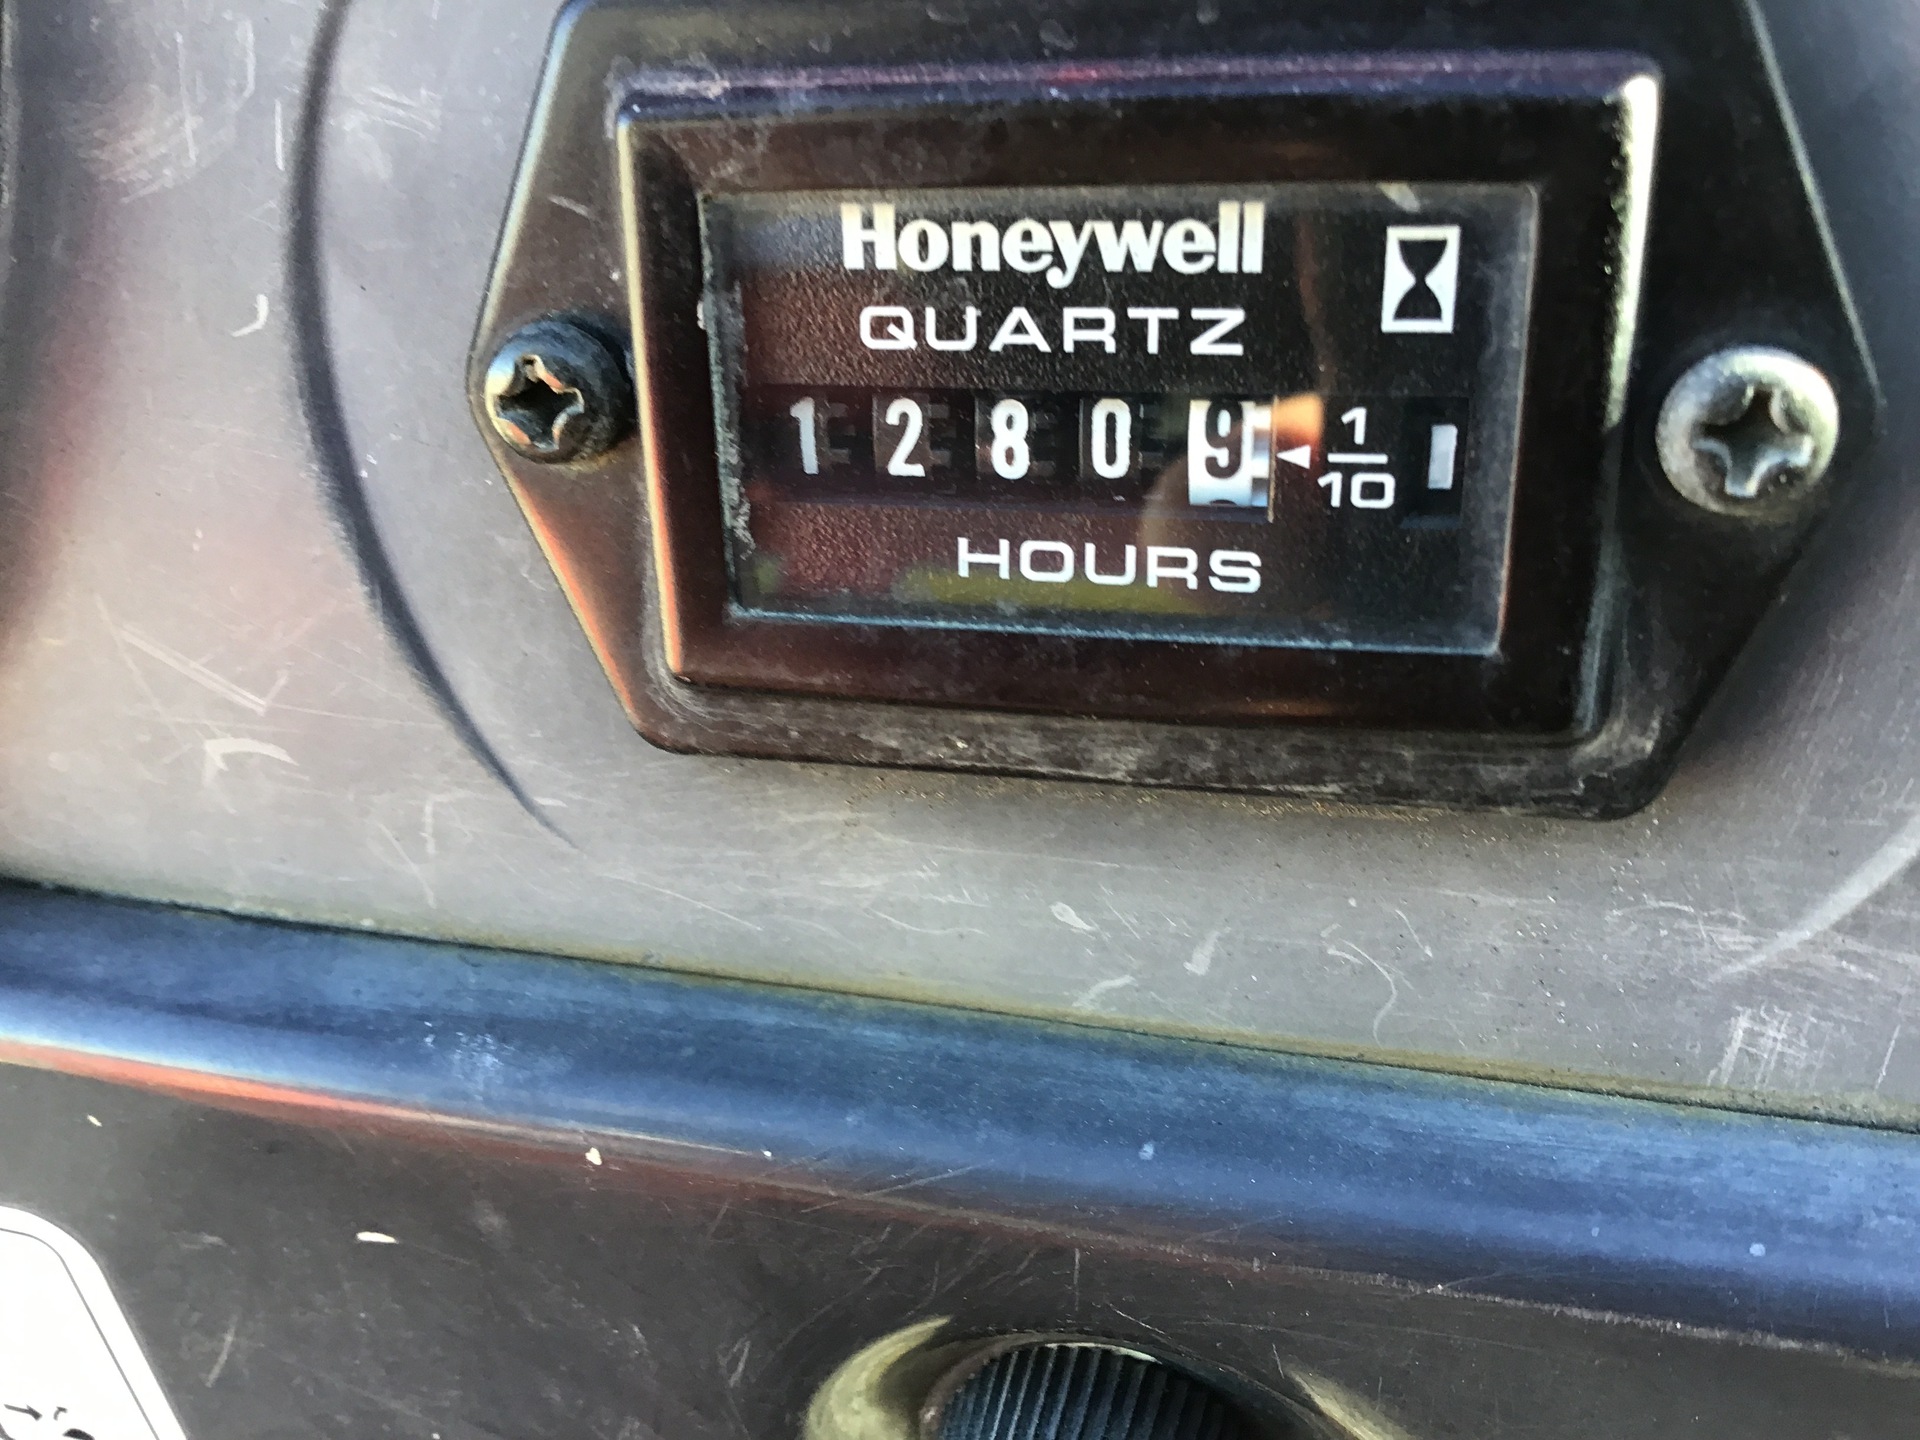 Honeywell
QUARTZ
1 2 8 0 9 1/10
HOURS